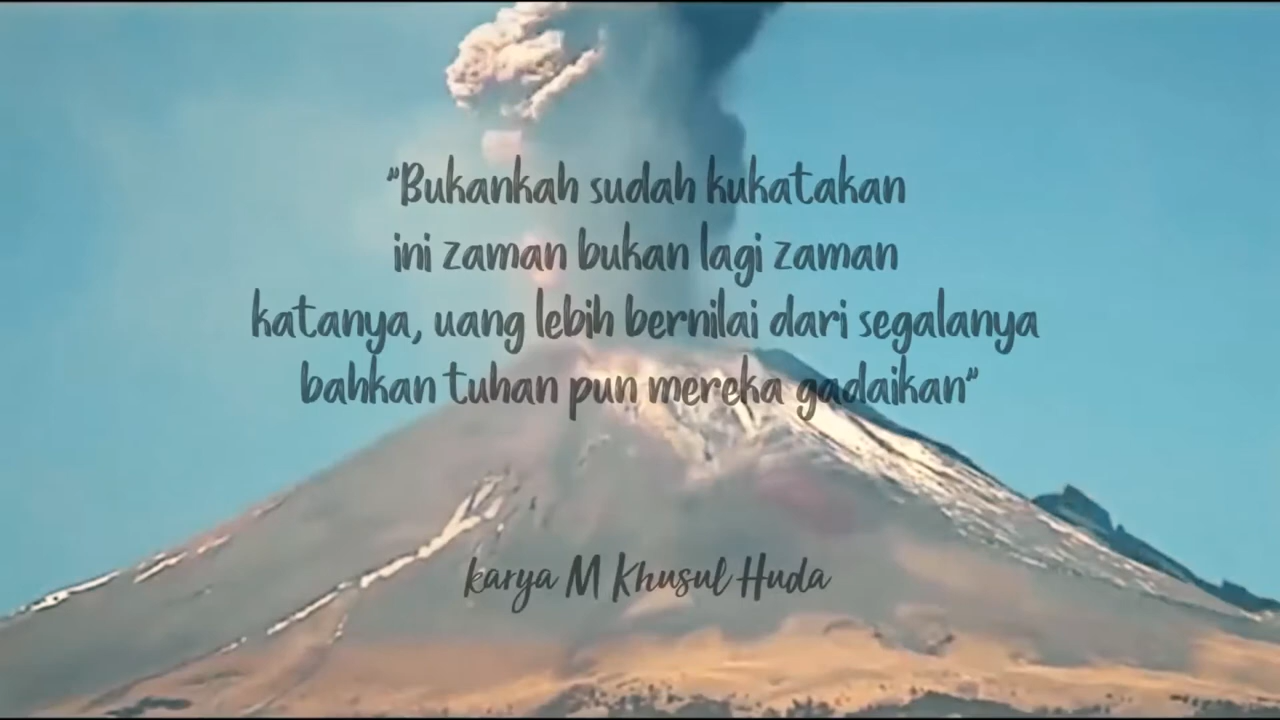 "Bukankah sudah kukatakan
ini zaman bukan lagi zaman
katanya, uang lebih bernilai dari segalanya
bahkan tuhan pun mereka gadaikan"
karya M Khusul Huda